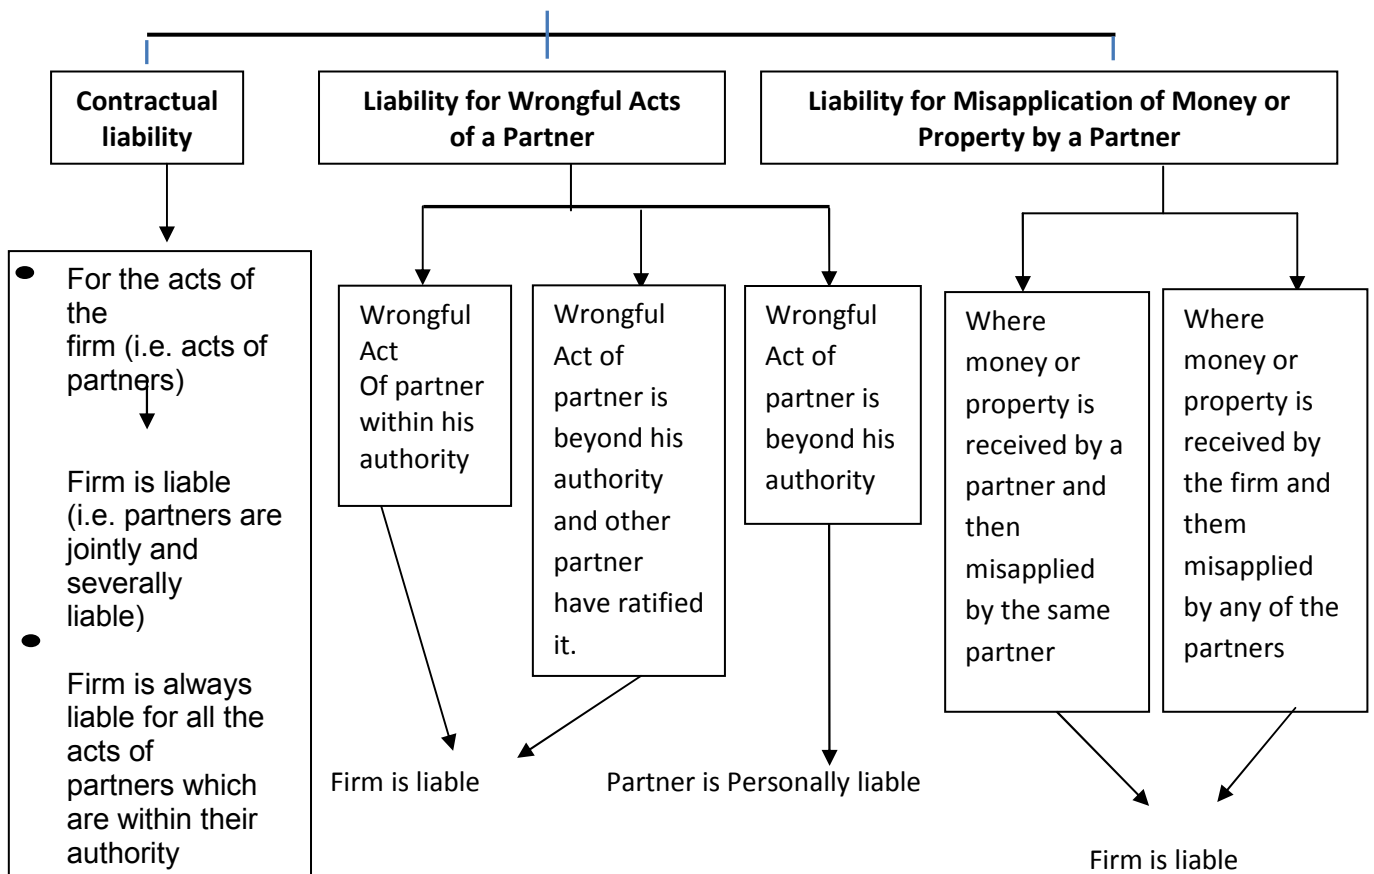 Contractual
liability
Liability for Wrongful Acts
of a Partner
Liability for Misapplication of Money or
Property by a Partner
For the acts of
the
firm (i.e. acts of
partners)
Firm is liable
(i.e. partners are
jointly and
severally
liable)
Firm is always
liable for all the
acts of
partners which
are within their
authority
Wrongful
Act
Of partner
within his
authority
Wrongful
Act of
partner is
beyond his
authority
and other
partner
have ratified
it.
Wrongful
Act of
partner is
beyond his
authority
Firm is liable
Partner is Personally liable
Where
money or
property is
received by a
partner and
then
misapplied
by the same
partner
Where
money or
property is
received by
the firm and
them
misapplied
by any of the
partners
Firm is liable